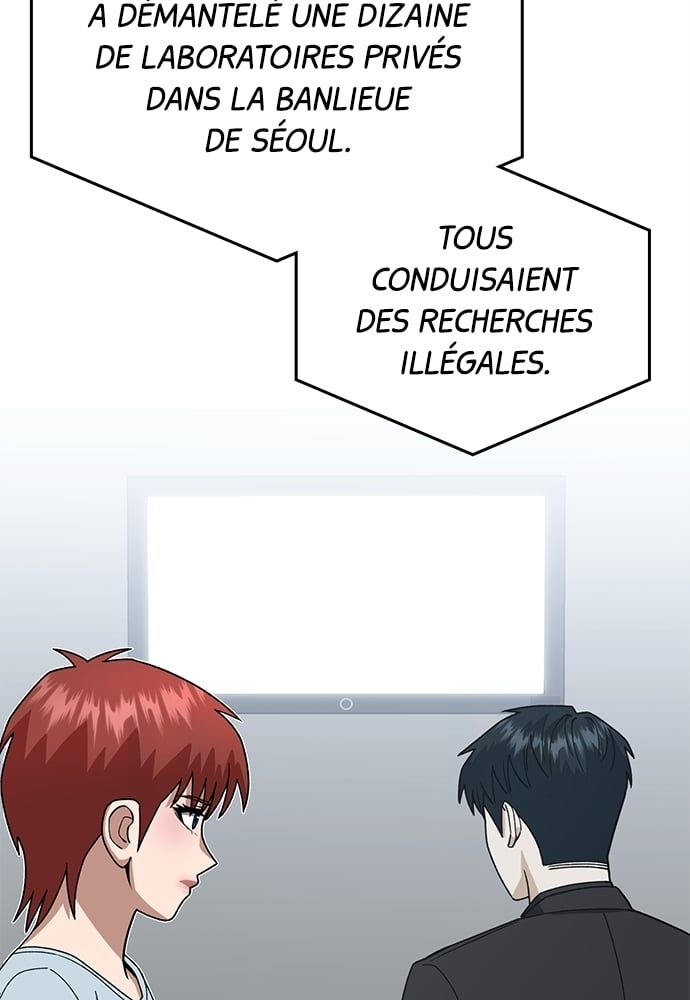 A DÉMANTELÉ UNE DIZAINE
DE LABORATOIRES PRIVÉS
DANS LA BANLIEUE
DE SÉOUL.
TOUS
CONDUISAIENT
DES RECHERCHES
ILLÉGALES.